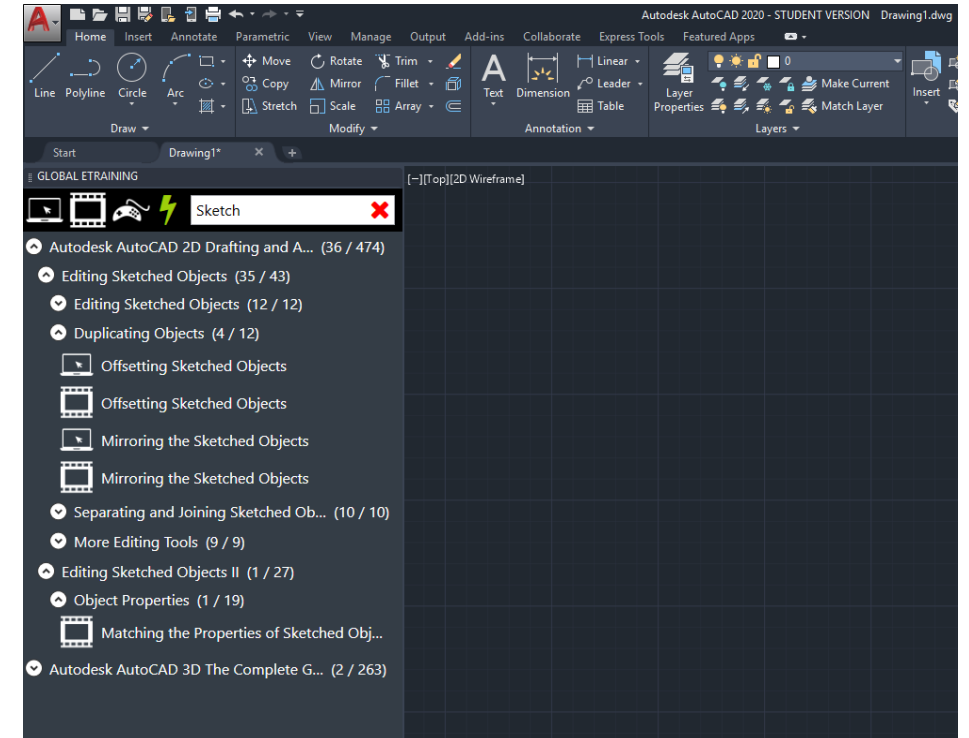 A
Autodesk AutoCAD 2020 - STUDENT VERSION Drawing1.dwg
Home Insert Annotate Parametric View Manage Output Add-ins Collaborate Express Tools Featured Apps
Move Rotate Trim Linear 0
Copy Mirror Fillet Leader Make Current
Line Polyline Circle Arc Text Dimension Layer Insert
Stretch Scale Array Table Properties Match Layer
Draw Modify Annotation Layers
Start Drawing1* +
GLOBAL ETRAINING
[−][Top][2D Wireframe]
Sketch
Autodesk AutoCAD 2D Drafting and A... (36 / 474)
Editing Sketched Objects (35 / 43)
Editing Sketched Objects (12 / 12)
Duplicating Objects (4 / 12)
Offsetting Sketched Objects
Offsetting Sketched Objects
Mirroring the Sketched Objects
Mirroring the Sketched Objects
Separating and Joining Sketched Ob... (10 / 10)
More Editing Tools (9 / 9)
Editing Sketched Objects II (1 / 27)
Object Properties (1 / 19)
Matching the Properties of Sketched Obj...
Autodesk AutoCAD 3D The Complete G... (2 / 263)